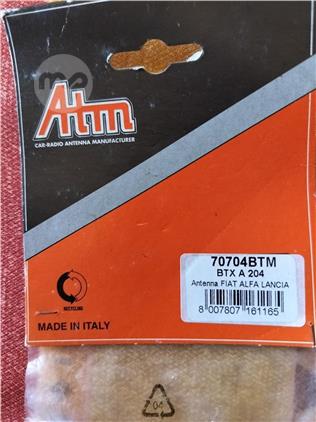 Atm
CAR-RADIO ANTENNA MANUFACTURER
70704BTM
BTX A 204
Antenna FIAT ALFA LANCIA
8 007807 161165
RECYCLING
MADE IN ITALY
04